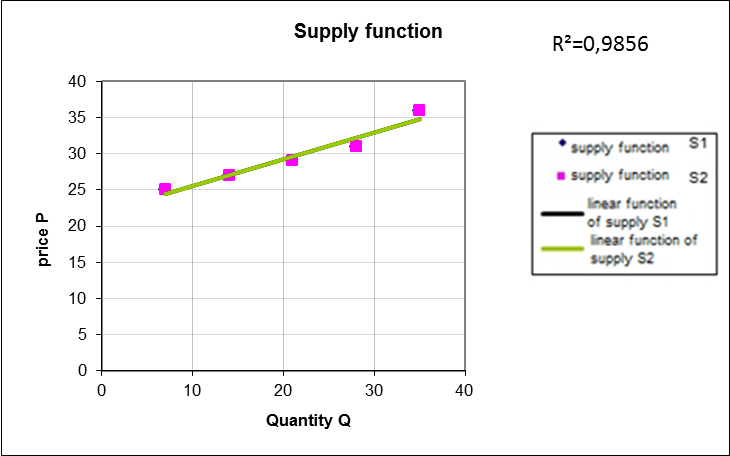 Supply function
R²=0,9856
40
35
30
25
20
15
10
5
0
price P
0 10 20 30 40
Quantity Q
supply function S1
supply function S2
linear function
of supply S1
linear function of
supply S2